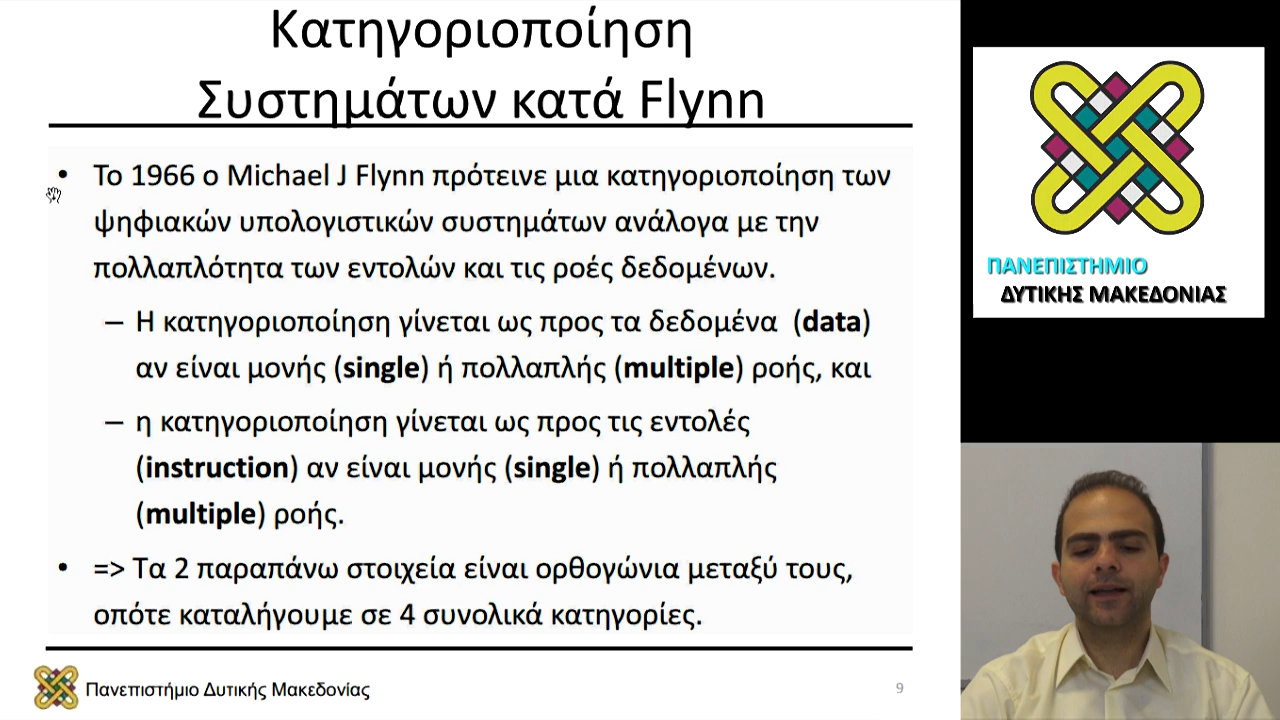 Κατηγοριοποίηση
Συστημάτων κατά Flynn
• Το 1966 ο Michael J Flynn πρότεινε μια κατηγοριοποίηση των
ψηφιακών υπολογιστικών συστημάτων ανάλογα με την
πολλαπλότητα των εντολών και τις ροές δεδομένων.
– Η κατηγοριοποίηση γίνεται ως προς τα δεδομένα (data)
αν είναι μονής (single) ή πολλαπλής (multiple) ροής, και
– η κατηγοριοποίηση γίνεται ως προς τις εντολές
(instruction) αν είναι μονής (single) ή πολλαπλής
(multiple) ροής.
• => Τα 2 παραπάνω στοιχεία είναι ορθογώνια μεταξύ τους,
οπότε καταλήγουμε σε 4 συνολικά κατηγορίες.
Πανεπιστήμιο Δυτικής Μακεδονίας
9
ΠΑΝΕΠΙΣΤΗΜΙΟ
ΔΥΤΙΚΗΣ ΜΑΚΕΔΟΝΙΑΣ